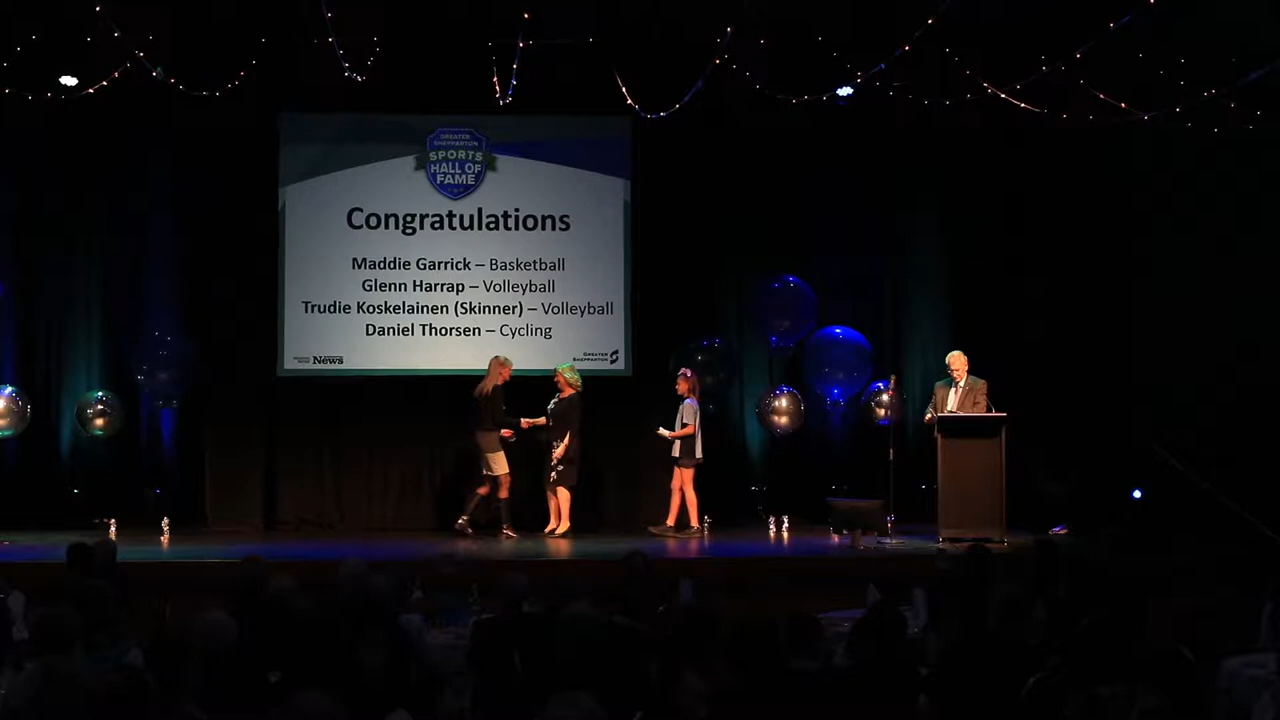 GREATER
SHEPPARTON
SPORTS
HALL OF
FAME
Congratulations
Maddie Garrick – Basketball
Glenn Harrap – Volleyball
Trudie Koskelainen (Skinner) – Volleyball
Daniel Thorsen – Cycling
News
GREATER
SHEPPARTON